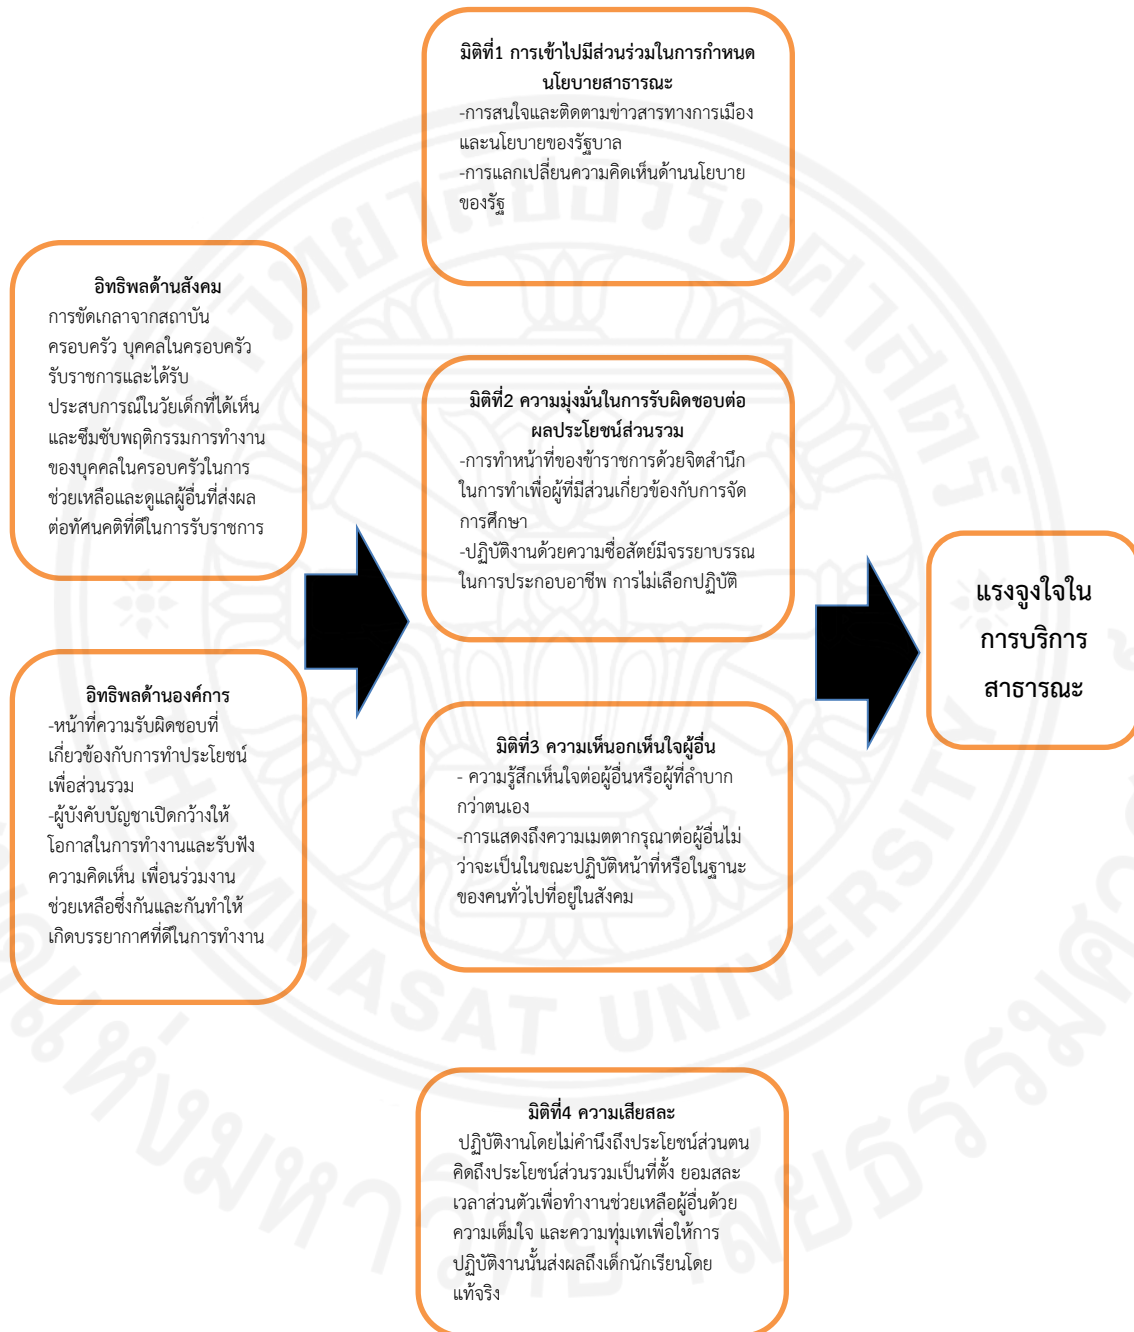 มิติที่1 การเข้าไปมีส่วนร่วมในการกำหนด
นโยบายสาธารณะ
-การสนใจและติดตามข่าวสารทางการเมือง
และนโยบายของรัฐบาล
-การแลกเปลี่ยนความคิดเห็นด้านนโยบาย
ของรัฐ
อิทธิพลด้านสังคม
การขัดเกลาจากสถาบัน
ครอบครัว บุคคลในครอบครัว
รับราชการและได้รับ
ประสบการณ์ในวัยเด็กที่ได้เห็น
และซึมซับพฤติกรรมการทำงาน
ของบุคคลในครอบครัวในการ
ช่วยเหลือและดูแลผู้อื่นที่ส่งผล
ต่อทัศนคติที่ดีในการรับราชการ
อิทธิพลด้านองค์การ
-หน้าที่ความรับผิดชอบที่
เกี่ยวข้องกับการทำประโยชน์
เพื่อส่วนรวม
-ผู้บังคับบัญชาเปิดกว้างให้
โอกาสในการทำงานและรับฟัง
ความคิดเห็น เพื่อนร่วมงาน
ช่วยเหลือซึ่งกันและกันทำให้
เกิดบรรยากาศที่ดีในการทำงาน
มิติที่2 ความมุ่งมั่นในการรับผิดชอบต่อ
ผลประโยชน์ส่วนรวม
-การทำหน้าที่ของข้าราชการด้วยจิตสำนึก
ในการทำเพื่อผู้ที่มีส่วนเกี่ยวข้องกับการจัด
การศึกษา
-ปฏิบัติงานด้วยความซื่อสัตย์มีจรรยาบรรณ
ในการประกอบอาชีพ การไม่เลือกปฏิบัติ
มิติที่3 ความเห็นอกเห็นใจผู้อื่น
- ความรู้สึกเห็นใจต่อผู้อื่นหรือผู้ที่ลำบาก
กว่าตนเอง
-การแสดงถึงความเมตตากรุณาต่อผู้อื่นไม่
ว่าจะเป็นในขณะปฏิบัติหน้าที่หรือในฐานะ
ของคนทั่วไปที่อยู่ในสังคม
มิติที่4 ความเสียสละ
ปฏิบัติงานโดยไม่คำนึงถึงประโยชน์ส่วนตน
คิดถึงประโยชน์ส่วนรวมเป็นที่ตั้ง ยอมสละ
เวลาส่วนตัวเพื่อทำงานช่วยเหลือผู้อื่นด้วย
ความเต็มใจ และความทุ่มเทเพื่อให้การ
ปฏิบัติงานนั้นส่งผลถึงเด็กนักเรียนโดย
แท้จริง
แรงจูงใจใน
การบริการ
สาธารณะ
มหาวิทยาลัยธรรมศาสตร์
THAMMASAT UNIVERSITY